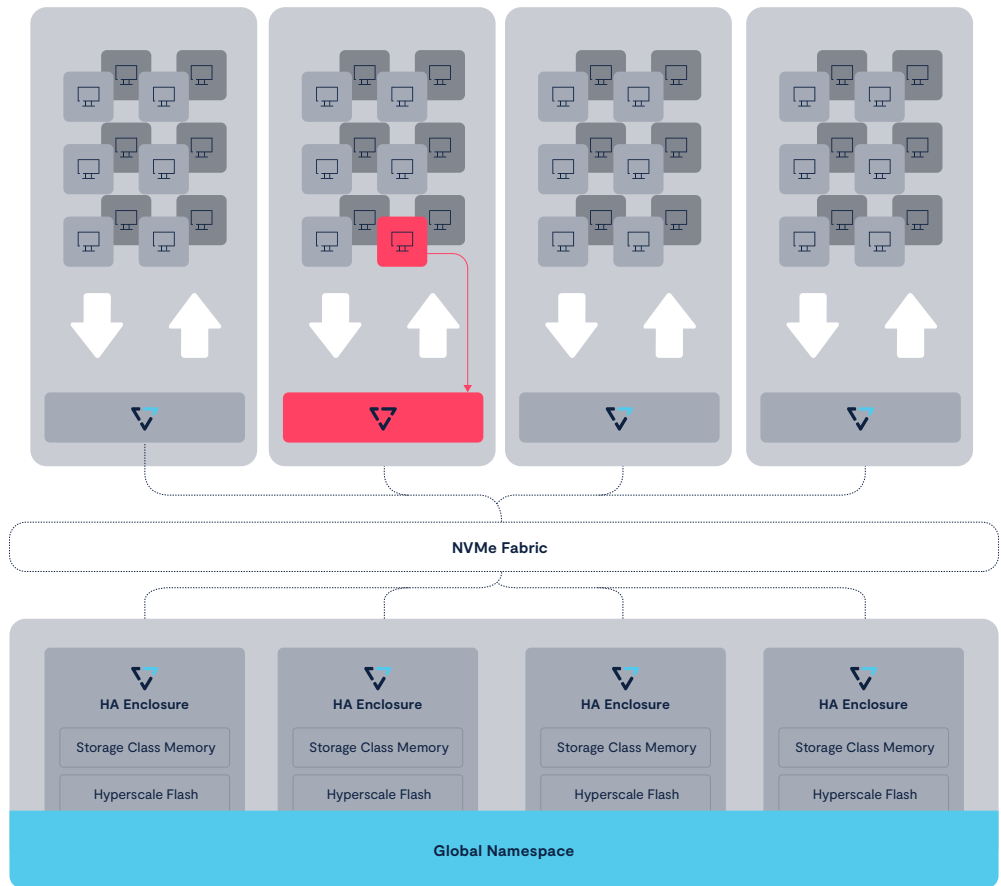 NVMe Fabric
HA Enclosure
HA Enclosure
HA Enclosure
HA Enclosure
Storage Class Memory
Storage Class Memory
Storage Class Memory
Storage Class Memory
Hyperscale Flash
Hyperscale Flash
Hyperscale Flash
Hyperscale Flash
Global Namespace